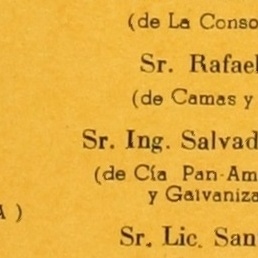 (de La Conso
Sr. Rafael
(de Camas y
Sr. Ing. Salvad
(de Cía Pan-Am
y Galvaniza
A )
Sr. Lic. San